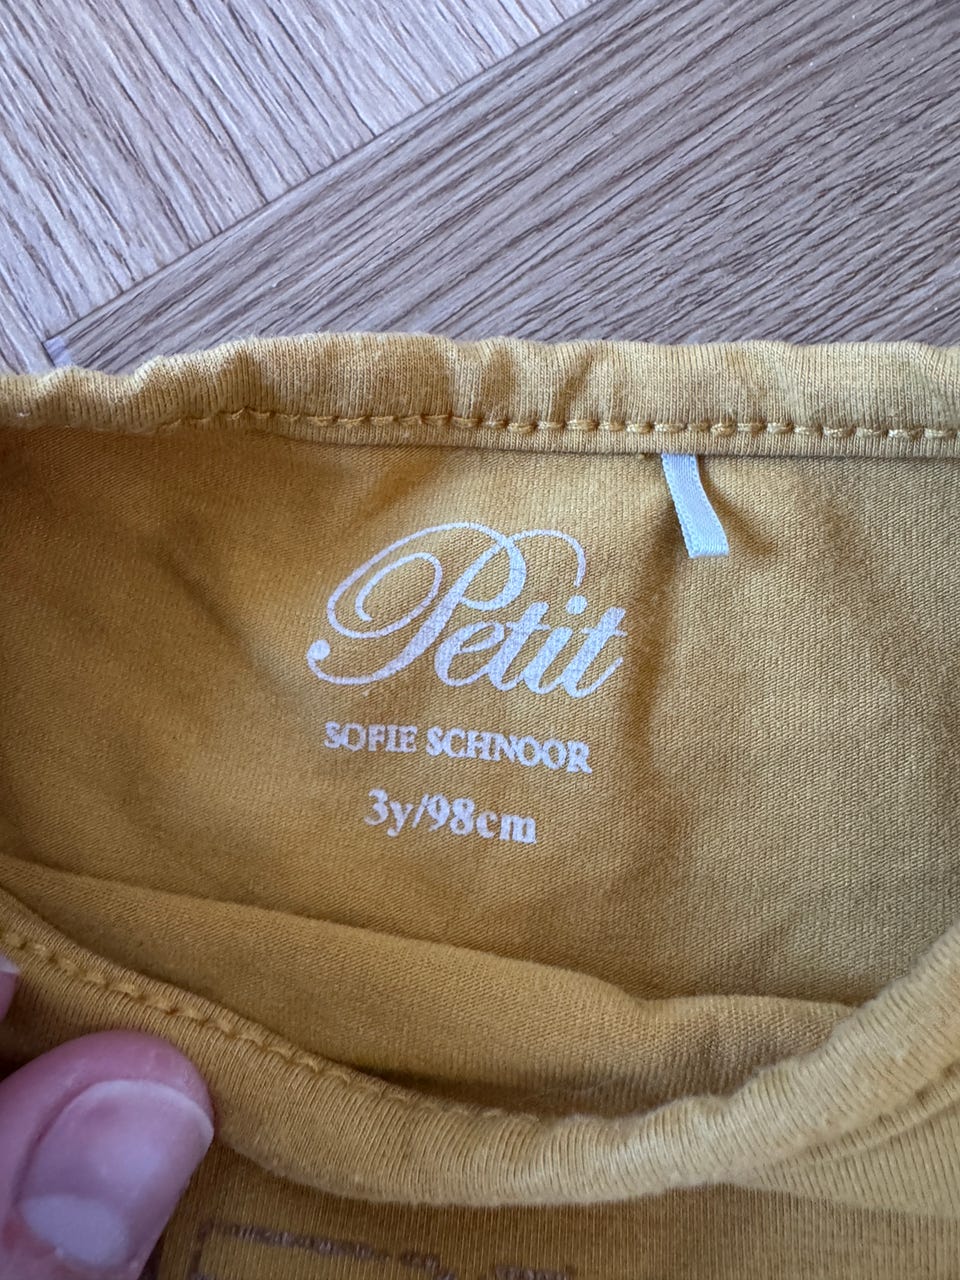 Petit
SOFIE SCHNOOR
3y/98cm